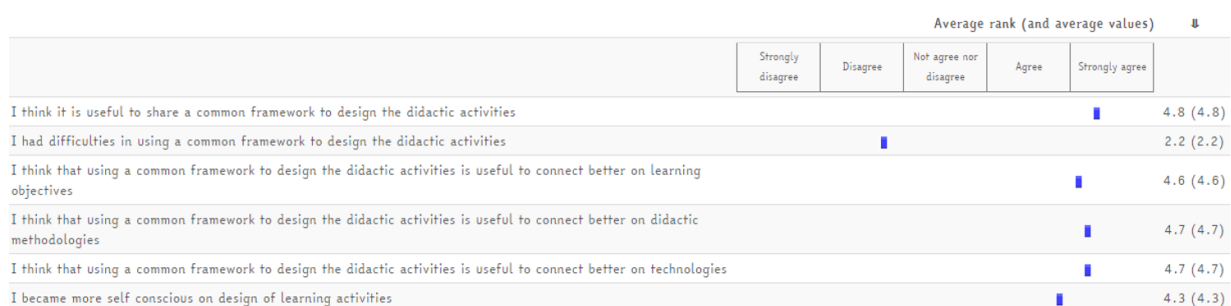 Average rank (and average values) ⇓
Strongly
disagree
Disagree
Not agree nor
disagree
Agree
Strongly agree
I think it is useful to share a common framework to design the didactic activities
4.8 (4.8)
I had difficulties in using a common framework to design the didactic activities
2.2 (2.2)
I think that using a common framework to design the didactic activities is useful to connect better on learning
objectives
4.6 (4.6)
I think that using a common framework to design the didactic activities is useful to connect better on didactic
methodologies
4.7 (4.7)
I think that using a common framework to design the didactic activities is useful to connect better on technologies
4.7 (4.7)
I became more self conscious on design of learning activities
4.3 (4.3)